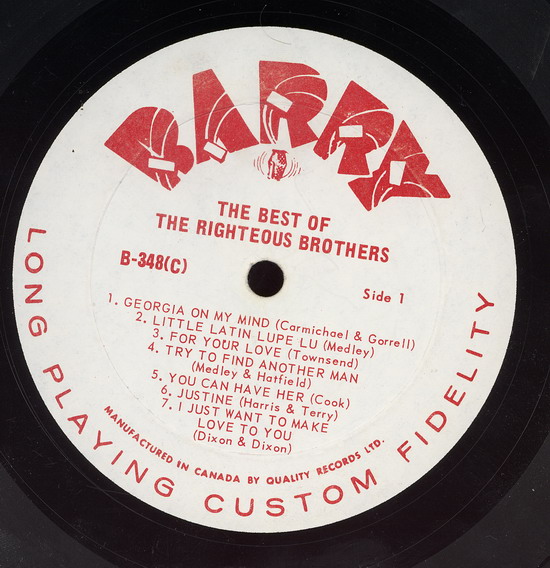 BARRY
THE BEST OF
THE RIGHTEOUS BROTHERS
B-348(C)
Side 1
1. GEORGIA ON MY MIND (Carmichael & Gorrell)
2. LITTLE LATIN LUPE LU (Medley)
3. FOR YOUR LOVE (Townsend)
4. TRY TO FIND ANOTHER MAN
(Medley & Hatfield)
5. YOU CAN HAVE HER (Cook)
6. JUSTINE (Harris & Terry)
7. I JUST WANT TO MAKE
LOVE TO YOU
(Dixon & Dixon)
MANUFACTURED IN CANADA BY QUALITY RECORDS LTD.
LONG PLAYING CUSTOM FIDELITY